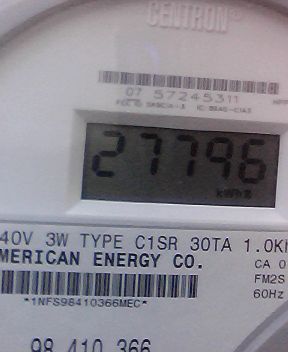 CENTRON®
07 57245311
27796
kWh
40V 3W TYPE C1SR 30TA 1.0Kh
MERICAN ENERGY CO.
CA 0
FM2S
60Hz
*1NFS98410366MEC*
98 410 366